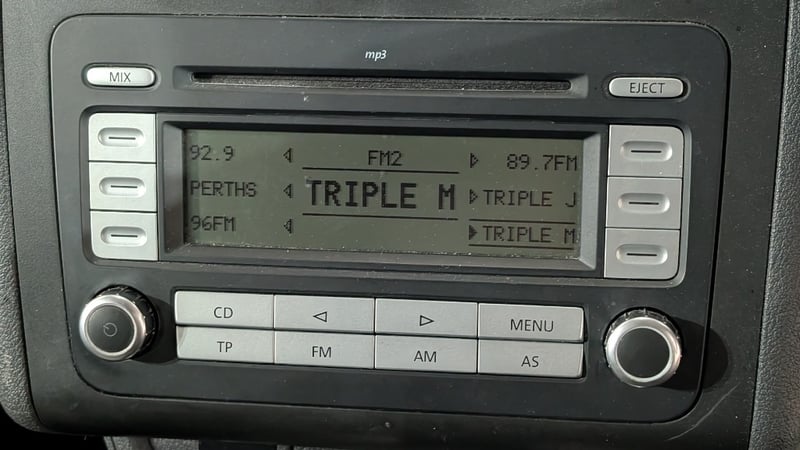 mp3
MIX
EJECT
92.9
FM2
89.7FM
PERTHS
TRIPLE M
TRIPLE J
96FM
TRIPLE M
CD
MENU
TP
FM
AM
AS